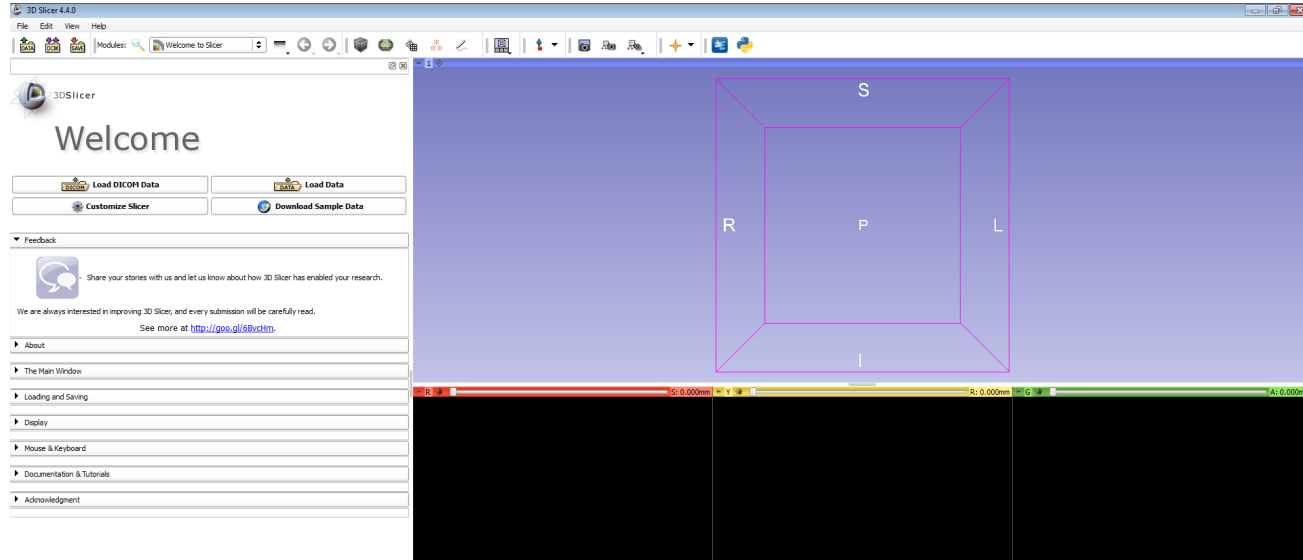 3D Slicer 4.4.0
File Edit View Help
DATA DCM SAVE Modules: Welcome to Slicer
1
3DSlicer
Welcome
DICOM Load DICOM Data DATA Load Data
Customize Slicer Download Sample Data
Feedback
Share your stories with us and let us know about how 3D Slicer has enabled your research.
We are always interested in improving 3D Slicer, and every submission will be carefully read.
See more at http://goo.gl/6BvcHm.
About
The Main Window
Loading and Saving
Display
Mouse & Keyboard
Documentation & Tutorials
Acknowledgment
S
R P L
I
R S: 0.000mm Y R: 0.000mm G A: 0.000m